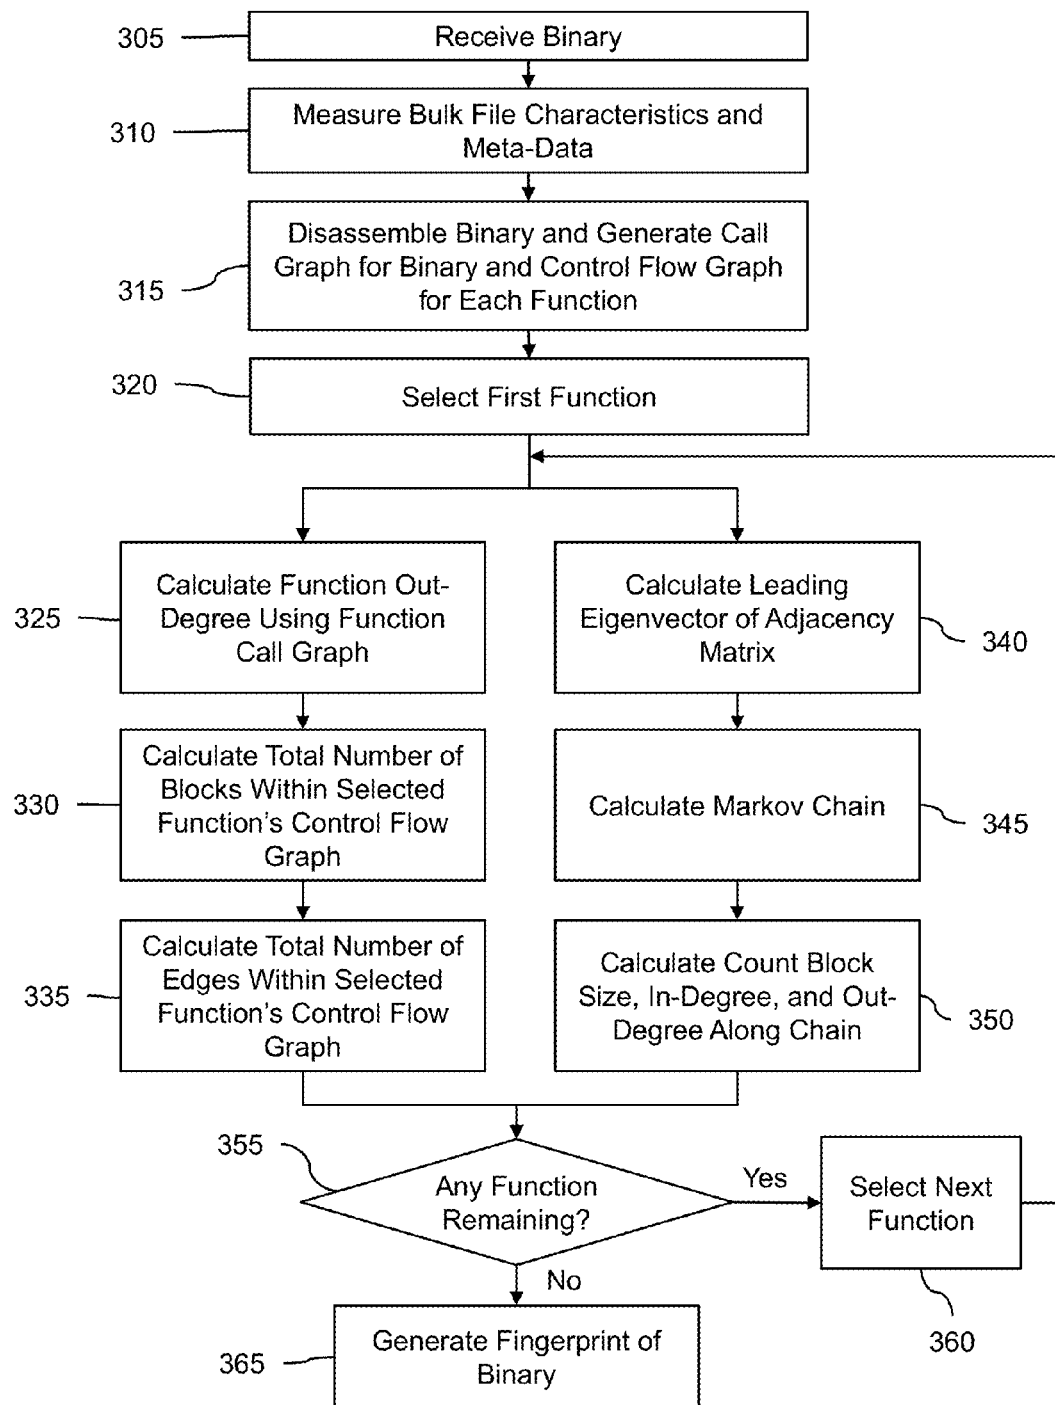 305
Receive Binary
310
Measure Bulk File Characteristics and
Meta-Data
315
Disassemble Binary and Generate Call
Graph for Binary and Control Flow Graph
for Each Function
320
Select First Function
325
Calculate Function Out-
Degree Using Function
Call Graph
Calculate Leading
Eigenvector of Adjacency
Matrix
340
330
Calculate Total Number of
Blocks Within Selected
Function's Control Flow
Graph
Calculate Markov Chain
345
335
Calculate Total Number of
Edges Within Selected
Function's Control Flow
Graph
Calculate Count Block
Size, In-Degree, and Out-
Degree Along Chain
350
355
Any Function
Remaining?
Yes
Select Next
Function
360
No
365
Generate Fingerprint of
Binary